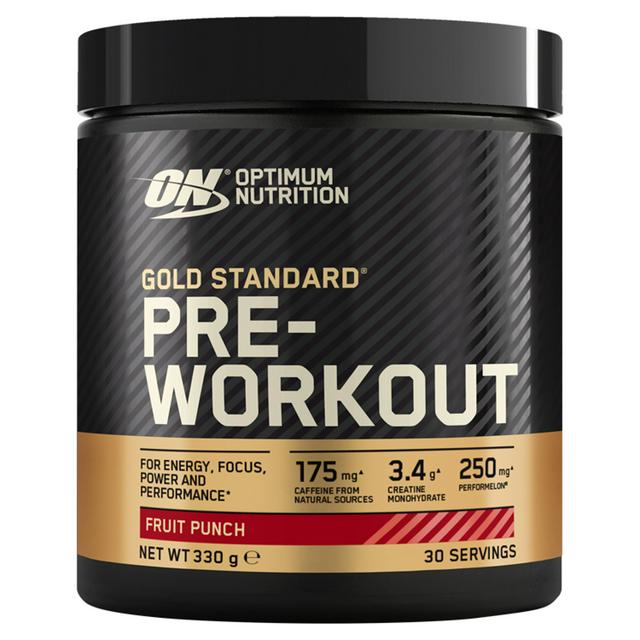 ON® OPTIMUM
NUTRITION
GOLD STANDARD®
PRE-
WORKOUT
FOR ENERGY, FOCUS,
POWER AND
PERFORMANCE*
175 mg▲
CAFFEINE FROM
NATURAL SOURCES
3.4 g▲
CREATINE
MONOHYDRATE
250 mg▲
PERFORMELON®
FRUIT PUNCH
NET WT 330 g ℮
30 SERVINGS